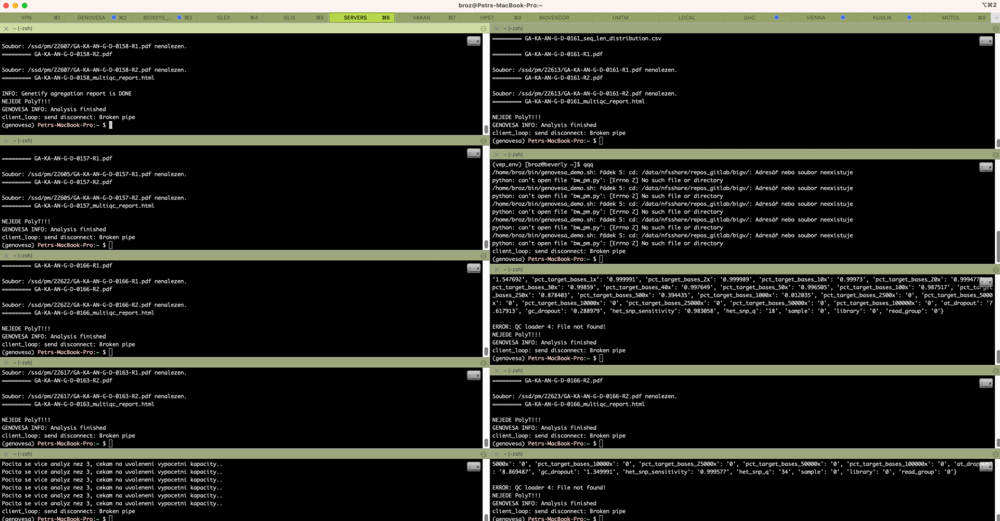 broz@Petrs-MacBook-Pro:~
⌥⌘2
VPN ⌘1 GENOVESA ⌘2 BIOXSYS_... ⌘3 GLEX ⌘4 GLIS ⌘5 SERVERS ⌘6 VARAN ⌘7 HPST ⌘8 BIOVENDOR UMTM LOCAL GHC VIENNA KUGLIK MOTOL ⌘9
~ (-zsh)
Soubor: /ssd/pm/22607/GA-KA-AN-G-D-0158-R1.pdf nenalezen.
========= GA-KA-AN-G-D-0158-R2.pdf
Soubor: /ssd/pm/22607/GA-KA-AN-G-D-0158-R2.pdf nenalezen.
========= GA-KA-AN-G-D-0158_multiqc_report.html
INFO: Genetify agregation report is DONE
NEJEDE PolyT!!!
GENOVESA INFO: Analysis finished
client_loop: send disconnect: Broken pipe
(genovesa) Petrs-MacBook-Pro:~ $
~ (-zsh)
========= GA-KA-AN-G-D-0157-R1.pdf
Soubor: /ssd/pm/22605/GA-KA-AN-G-D-0157-R1.pdf nenalezen.
========= GA-KA-AN-G-D-0157-R2.pdf
Soubor: /ssd/pm/22605/GA-KA-AN-G-D-0157-R2.pdf nenalezen.
========= GA-KA-AN-G-D-0157_multiqc_report.html
NEJEDE PolyT!!!
GENOVESA INFO: Analysis finished
client_loop: send disconnect: Broken pipe
(genovesa) Petrs-MacBook-Pro:~ $
~ (-zsh)
========= GA-KA-AN-G-D-0166-R1.pdf
Soubor: /ssd/pm/22622/GA-KA-AN-G-D-0166-R1.pdf nenalezen.
========= GA-KA-AN-G-D-0166-R2.pdf
Soubor: /ssd/pm/22622/GA-KA-AN-G-D-0166-R2.pdf nenalezen.
========= GA-KA-AN-G-D-0166_multiqc_report.html
NEJEDE PolyT!!!
GENOVESA INFO: Analysis finished
client_loop: send disconnect: Broken pipe
(genovesa) Petrs-MacBook-Pro:~ $
~ (-zsh)
Soubor: /ssd/pm/22617/GA-KA-AN-G-D-0163-R1.pdf nenalezen.
========= GA-KA-AN-G-D-0163-R2.pdf
Soubor: /ssd/pm/22617/GA-KA-AN-G-D-0163-R2.pdf nenalezen.
========= GA-KA-AN-G-D-0163_multiqc_report.html
NEJEDE PolyT!!!
GENOVESA INFO: Analysis finished
client_loop: send disconnect: Broken pipe
(genovesa) Petrs-MacBook-Pro:~ $
~ (-zsh)
Pocita se vice analyz nez 3, cekam na uvoleneni vypocetni kapacity..
Pocita se vice analyz nez 3, cekam na uvoleneni vypocetni kapacity..
Pocita se vice analyz nez 3, cekam na uvoleneni vypocetni kapacity..
Pocita se vice analyz nez 3, cekam na uvoleneni vypocetni kapacity..
Pocita se vice analyz nez 3, cekam na uvoleneni vypocetni kapacity..
Pocita se vice analyz nez 3, cekam na uvoleneni vypocetni kapacity..
client_loop: send disconnect: Broken pipe
(genovesa) Petrs-MacBook-Pro:~ $
~ (-zsh)
========= GA-KA-AN-G-D-0161_seq_len_distribution.csv
========= GA-KA-AN-G-D-0161-R1.pdf
Soubor: /ssd/pm/22613/GA-KA-AN-G-D-0161-R1.pdf nenalezen.
========= GA-KA-AN-G-D-0161-R2.pdf
Soubor: /ssd/pm/22613/GA-KA-AN-G-D-0161-R2.pdf nenalezen.
========= GA-KA-AN-G-D-0161_multiqc_report.html
NEJEDE PolyT!!!
GENOVESA INFO: Analysis finished
client_loop: send disconnect: Broken pipe
(genovesa) Petrs-MacBook-Pro:~ $
~ (-zsh)
(vep_env) [broz@beverly ~]$ qqq
/home/broz/bin/genovesa_demo.sh: řádek 5: cd: /data/nfsshare/repos_gitlab/bigv/: Adresář nebo soubor neexistuje
python: can't open file 'bw_pm.py': [Errno 2] No such file or directory
/home/broz/bin/genovesa_demo.sh: řádek 5: cd: /data/nfsshare/repos_gitlab/bigv/: Adresář nebo soubor neexistuje
python: can't open file 'bw_pm.py': [Errno 2] No such file or directory
/home/broz/bin/genovesa_demo.sh: řádek 5: cd: /data/nfsshare/repos_gitlab/bigv/: Adresář nebo soubor neexistuje
python: can't open file 'bw_pm.py': [Errno 2] No such file or directory
/home/broz/bin/genovesa_demo.sh: řádek 5: cd: /data/nfsshare/repos_gitlab/bigv/: Adresář nebo soubor neexistuje
python: can't open file 'bw_pm.py': [Errno 2] No such file or directory
/home/broz/bin/genovesa_demo.sh: řádek 5: cd: /data/nfsshare/repos_gitlab/bigv/: Adresář nebo soubor neexistuje
python: can't open file 'bw_pm.py': [Errno 2] No such file or directory
client_loop: send disconnect: Broken pipe
(genovesa) Petrs-MacBook-Pro:~ $
~ (-zsh)
'1.547692', 'pct_target_bases_1x': '0.999991', 'pct_target_bases_2x': '0.999989', 'pct_target_bases_10x': '0.99973', 'pct_target_bases_20x': '0.999477', '
pct_target_bases_30x': '0.99859', 'pct_target_bases_40x': '0.997649', 'pct_target_bases_50x': '0.996505', 'pct_target_bases_100x': '0.987517', 'pct_target
_bases_250x': '0.878403', 'pct_target_bases_500x': '0.394435', 'pct_target_bases_1000x': '0.012035', 'pct_target_bases_2500x': '0', 'pct_target_bases_5000
x': '0', 'pct_target_bases_10000x': '0', 'pct_target_bases_25000x': '0', 'pct_target_bases_50000x': '0', 'pct_target_bases_100000x': '0', 'at_dropout': '7
.617913', 'gc_dropout': '0.288979', 'het_snp_sensitivity': '0.983058', 'het_snp_q': '18', 'sample': '0', 'library': '0', 'read_group': '0'}
ERROR: QC loader 4: File not found!
NEJEDE PolyT!!!
GENOVESA INFO: Analysis finished
client_loop: send disconnect: Broken pipe
(genovesa) Petrs-MacBook-Pro:~ $
~ (-zsh)
========= GA-KA-AN-G-D-0166-R2.pdf
Soubor: /ssd/pm/22623/GA-KA-AN-G-D-0166-R2.pdf nenalezen.
========= GA-KA-AN-G-D-0166_multiqc_report.html
NEJEDE PolyT!!!
GENOVESA INFO: Analysis finished
client_loop: send disconnect: Broken pipe
(genovesa) Petrs-MacBook-Pro:~ $
~ (-zsh)
5000x': '0', 'pct_target_bases_10000x': '0', 'pct_target_bases_25000x': '0', 'pct_target_bases_50000x': '0', 'pct_target_bases_100000x': '0', 'at_dropout'
: '8.869487', 'gc_dropout': '1.349991', 'het_snp_sensitivity': '0.999577', 'het_snp_q': '34', 'sample': '0', 'library': '0', 'read_group': '0'}
ERROR: QC loader 4: File not found!
NEJEDE PolyT!!!
GENOVESA INFO: Analysis finished
client_loop: send disconnect: Broken pipe
(genovesa) Petrs-MacBook-Pro:~ $